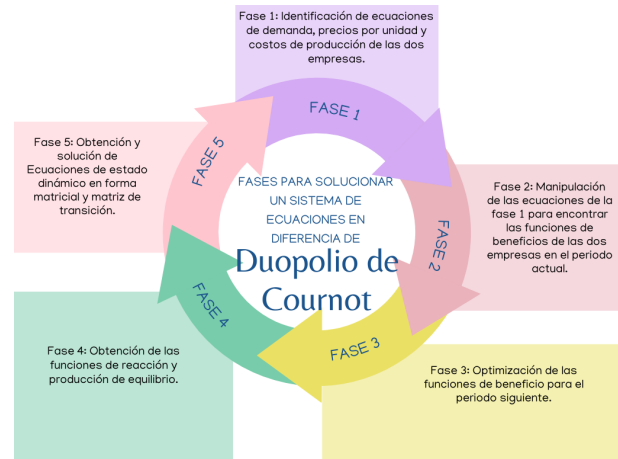 Fase 1: Identificación de ecuaciones
de demanda, precios por unidad y
costos de producción de las dos
empresas.
FASE 1
Fase 5: Obtención y
solución de
Ecuaciones de estado
dinámico en forma
matricial y matriz de
transición.
FASE 5
FASES PARA SOLUCIONAR
UN SISTEMA DE
ECUACIONES EN
DIFERENCIA DE
Duopolio de
Cournot
FASE 2
Fase 2: Manipulación
de las ecuaciones de la
fase 1 para encontrar
las funciones de
beneficios de las dos
empresas en el periodo
actual.
FASE 4
Fase 4: Obtención de las
funciones de reacción y
producción de equilibrio.
FASE 3
Fase 3: Optimización de las
funciones de beneficio para el
periodo siguiente.